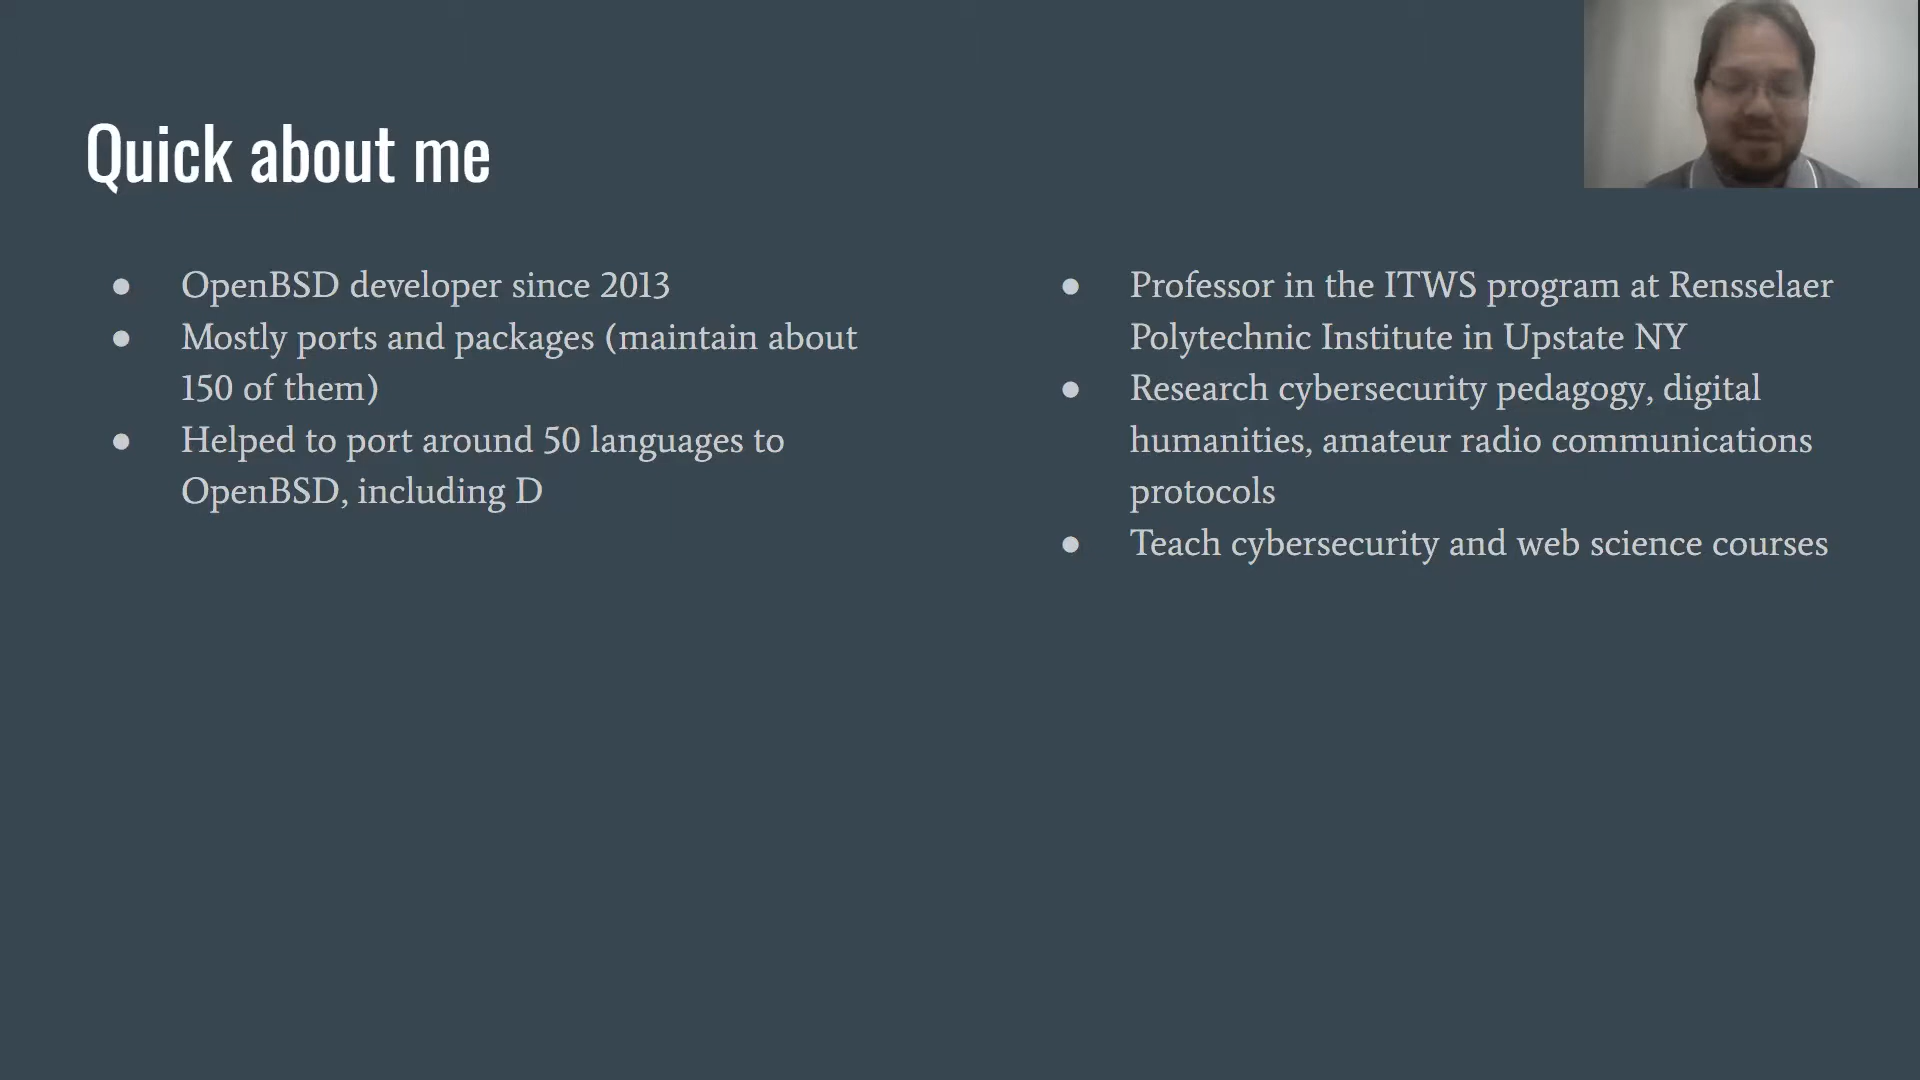 Quick about me
● OpenBSD developer since 2013
● Mostly ports and packages (maintain about
150 of them)
● Helped to port around 50 languages to
OpenBSD, including D
● Professor in the ITWS program at Rensselaer
Polytechnic Institute in Upstate NY
● Research cybersecurity pedagogy, digital
humanities, amateur radio communications
protocols
● Teach cybersecurity and web science courses